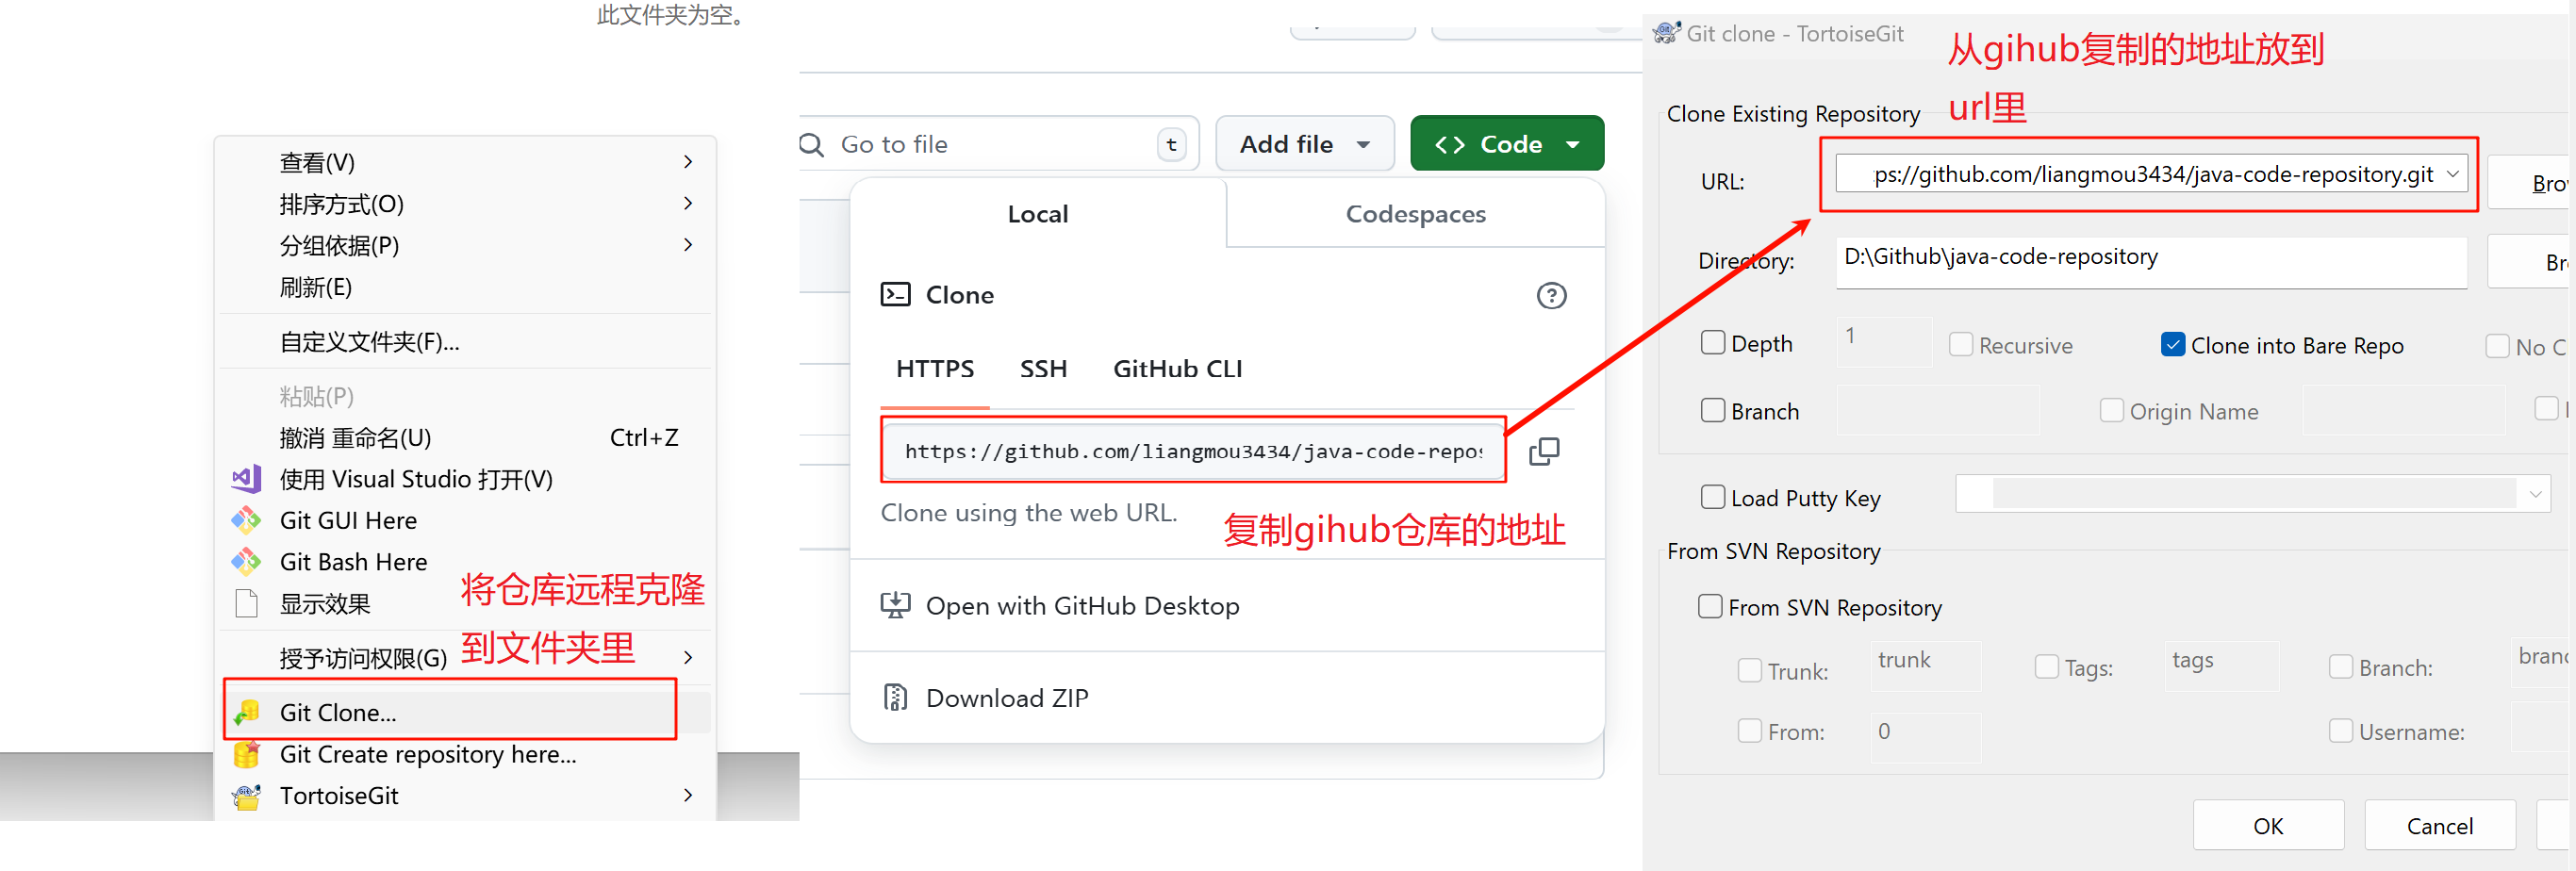 此文件夹为空。
查看(V)
排序方式(O)
分组依据(P)
刷新(E)
自定义文件夹(F)...
粘贴(P)
撤消 重命名(U) Ctrl+Z
使用 Visual Studio 打开(V)
Git GUI Here
Git Bash Here
显示效果
将仓库远程克隆
到文件夹里
授予访问权限(G)
Git Clone...
Git Create repository here...
TortoiseGit
Go to file t
Add file
Code
Local
Codespaces
Clone
HTTPS
SSH
GitHub CLI
https://github.com/liangmou3434/java-code-repos
Clone using the web URL.
复制gihub仓库的地址
Open with GitHub Desktop
Download ZIP
Git clone - TortoiseGit
从gihub复制的地址放到
url里
Clone Existing Repository
URL: ps://github.com/liangmou3434/java-code-repository.git Bro
Directory: D:\Github\java-code-repository Br
Depth 1 Recursive Clone into Bare Repo No C
Branch Origin Name
Load Putty Key
From SVN Repository
From SVN Repository
Trunk: trunk Tags: tags Branch: branc
From: 0 Username:
OK Cancel